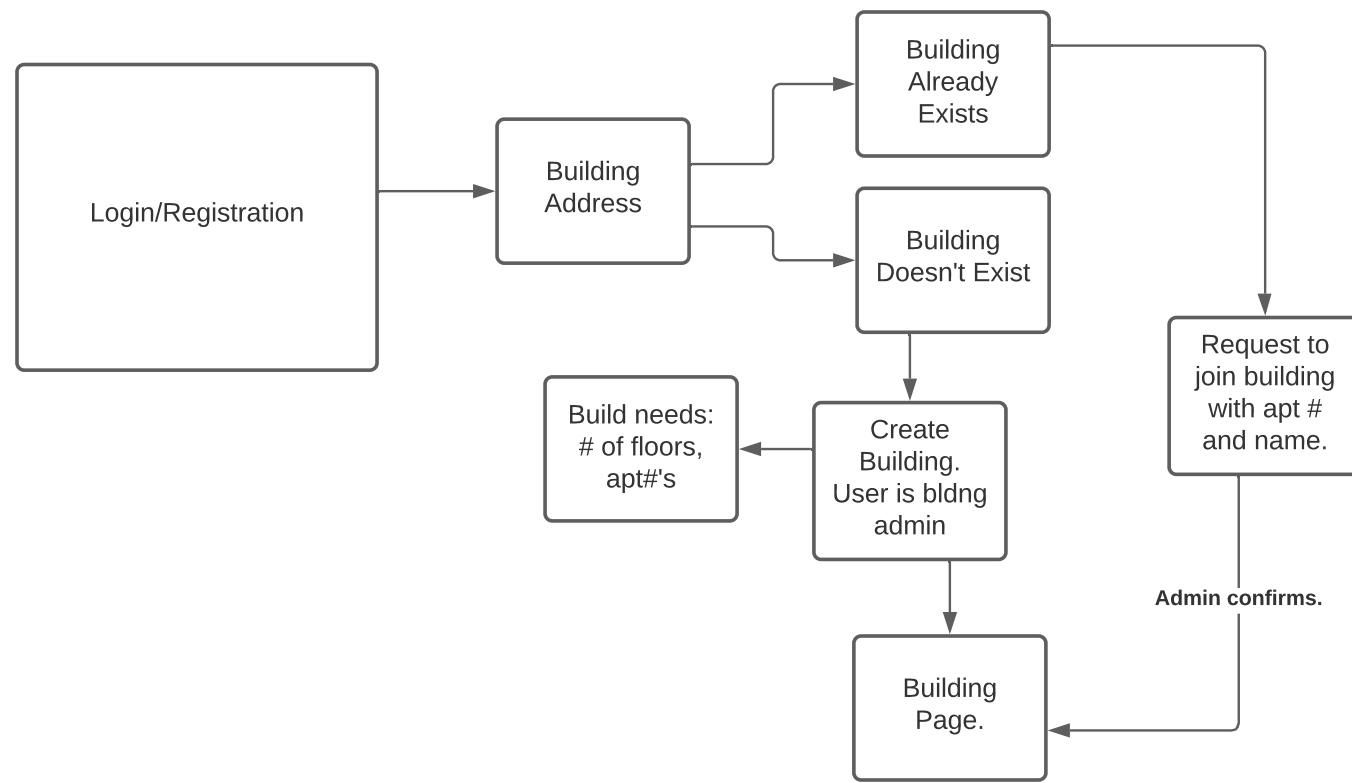 Login/Registration
Building
Address
Building
Already
Exists
Building
Doesn't Exist
Build needs:
# of floors,
apt#'s
Create
Building.
User is bldng
admin
Request to
join building
with apt #
and name.
Admin confirms.
Building
Page.